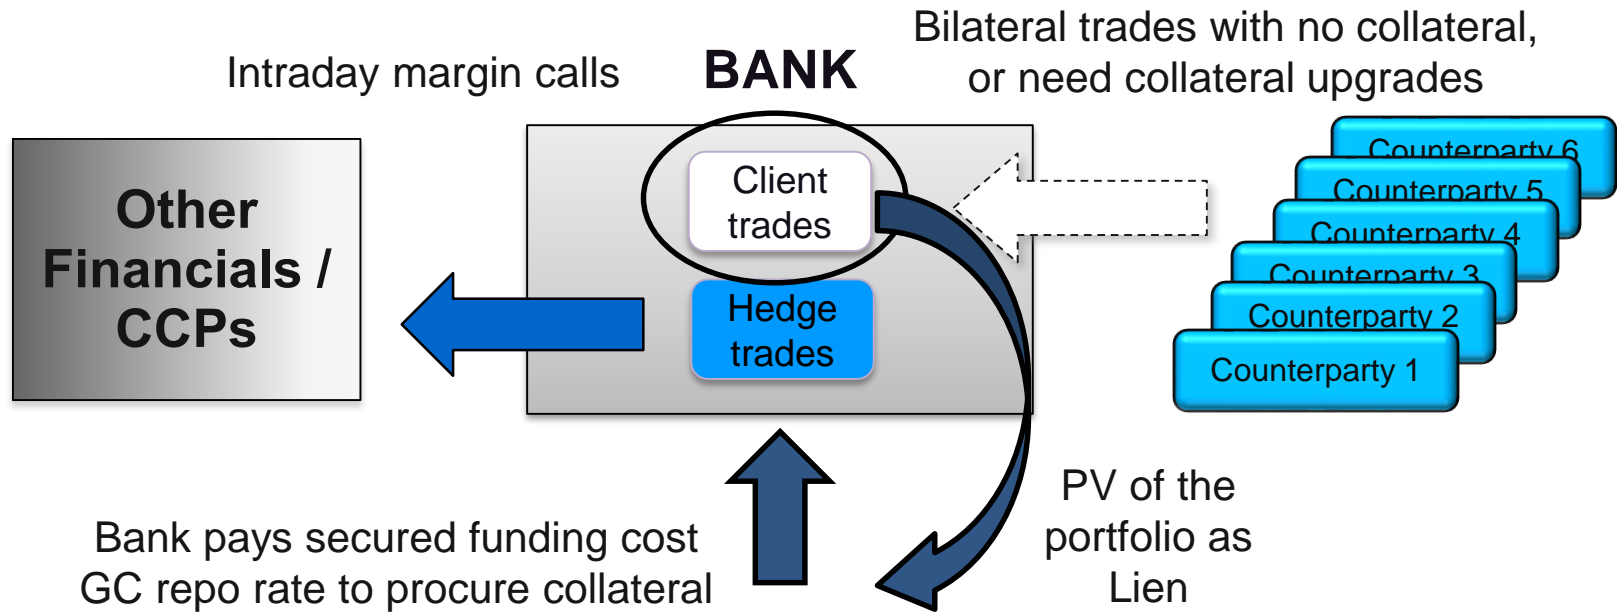 Bilateral trades with no collateral,
or need collateral upgrades
Intraday margin calls
BANK
Other
Financials /
CCPs
Client
trades
Hedge
trades
Counterparty 6
Counterparty 5
Counterparty 4
Counterparty 3
Counterparty 2
Counterparty 1
Bank pays secured funding cost
GC repo rate to procure collateral
PV of the
portfolio as
Lien